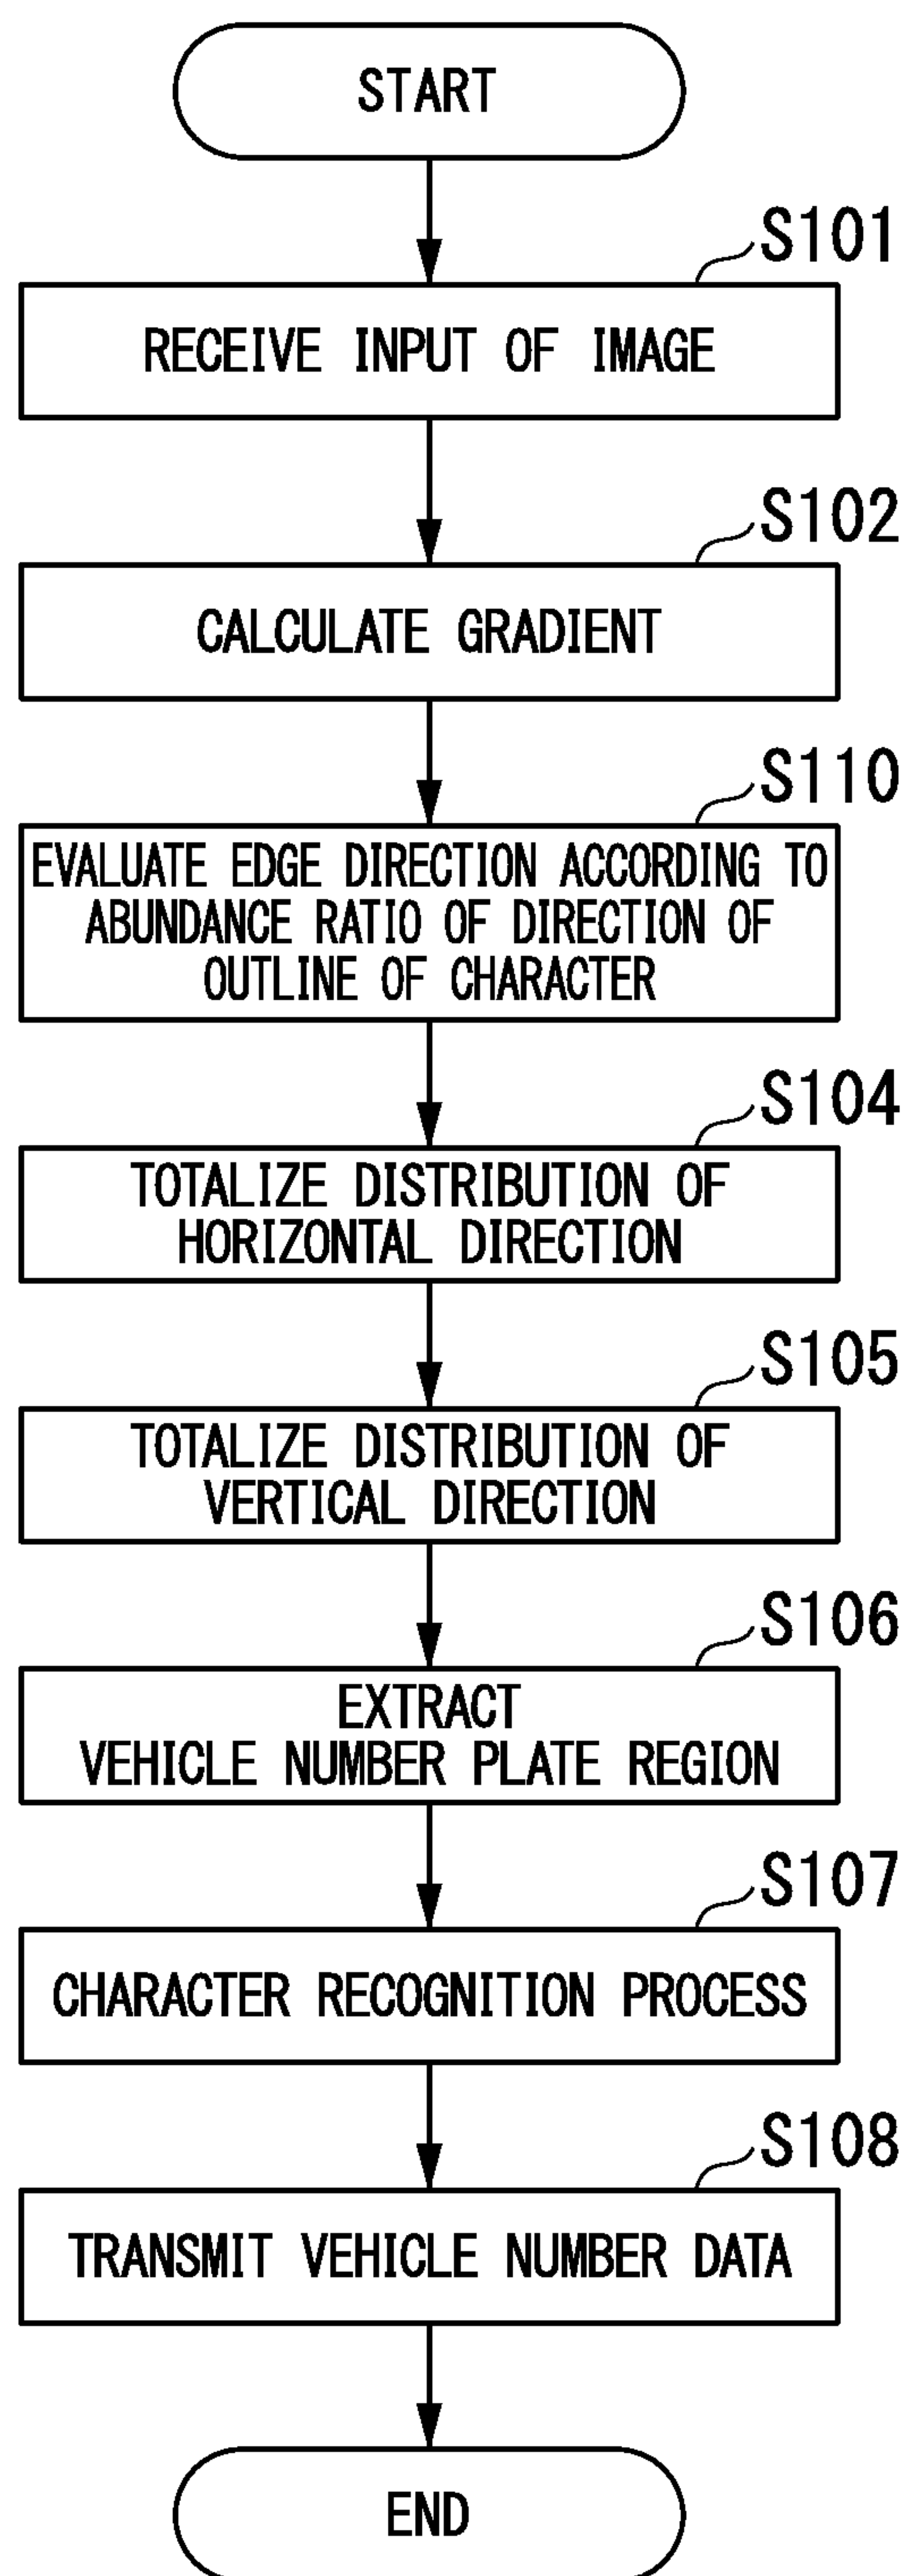 START
S101
RECEIVE INPUT OF IMAGE
S102
CALCULATE GRADIENT
S110
EVALUATE EDGE DIRECTION ACCORDING TO
ABUNDANCE RATIO OF DIRECTION OF
OUTLINE OF CHARACTER
S104
TOTALIZE DISTRIBUTION OF
HORIZONTAL DIRECTION
S105
TOTALIZE DISTRIBUTION OF
VERTICAL DIRECTION
S106
EXTRACT
VEHICLE NUMBER PLATE REGION
S107
CHARACTER RECOGNITION PROCESS
S108
TRANSMIT VEHICLE NUMBER DATA
END